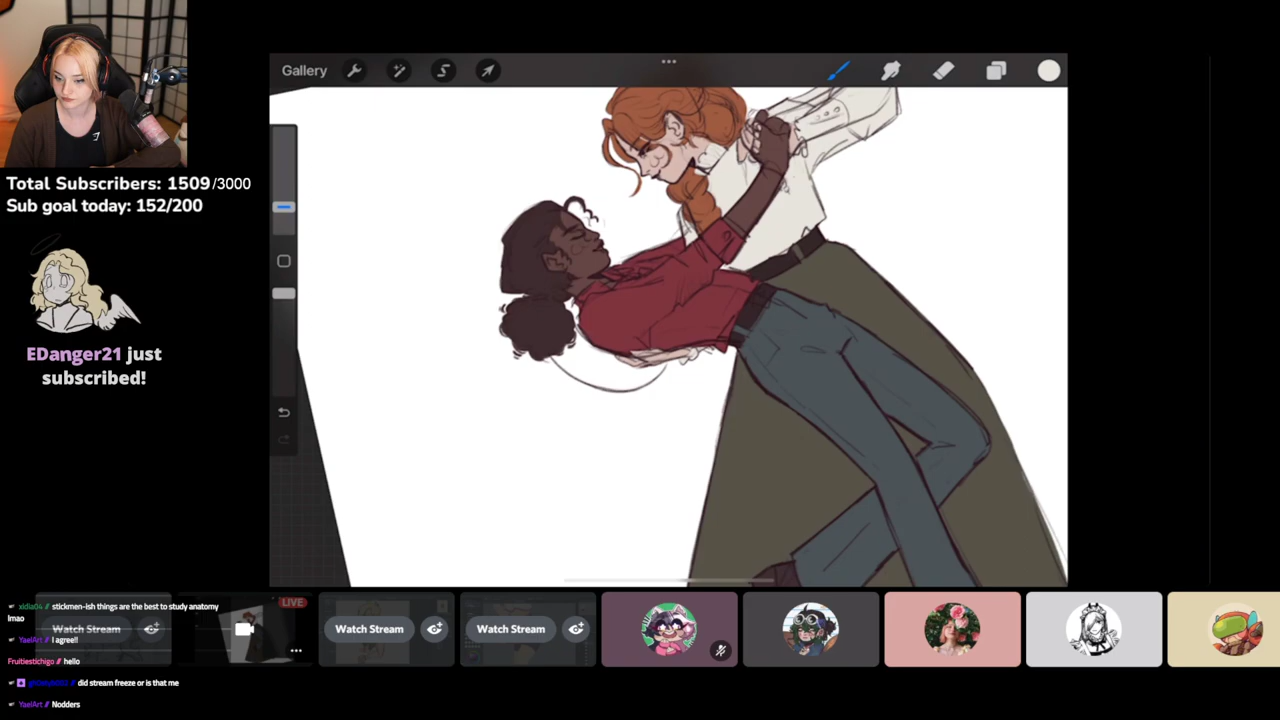 Gallery
Total Subscribers: 1509/3000
Sub goal today: 152/200
EDanger21 just
subscribed!
LIVE
Watch Stream
Watch Stream
Watch Stream
xidia04 // stickmen-ish things are the best to study anatomy
lmao
YaelArt // I agree!!
Fruitiestichigo // hello
// did stream freeze or is that me
YaelArt // Nodders